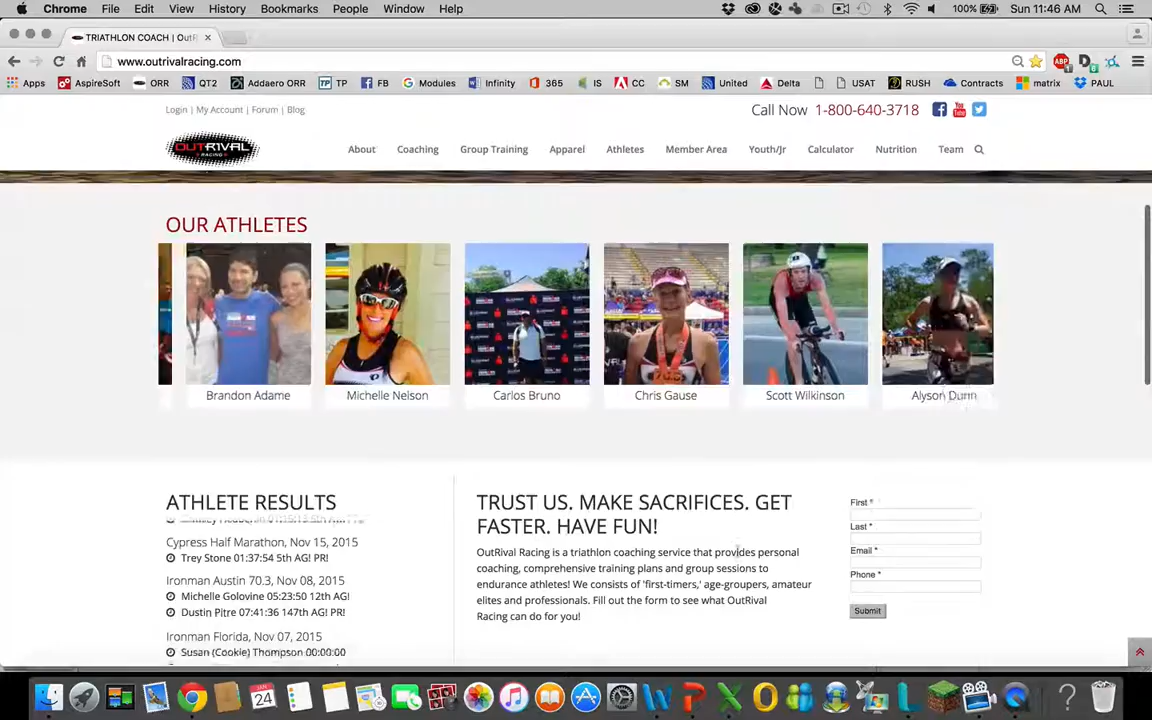 Chrome File Edit View History Bookmarks People Window Help 100% Sun 11:46 AM
TRIATHLON COACH | OutR
www.outrivalracing.com
Apps AspireSoft ORR QT2 Addaero ORR TP FB Modules Infinity 365 IS CC SM United Delta USAT RUSH Contracts matrix PAUL
Login | My Account | Forum | Blog
Call Now 1-800-640-3718
OUTRIVAL
RACING
About Coaching Group Training Apparel Athletes Member Area Youth/Jr Calculator Nutrition Team
OUR ATHLETES
Brandon Adame Michelle Nelson Carlos Bruno Chris Gause Scott Wilkinson Alyson Dunn
ATHLETE RESULTS
Cypress Half Marathon, Nov 15, 2015
Trey Stone 01:37:54 5th AG! PR!
Ironman Austin 70.3, Nov 08, 2015
Michelle Golovine 05:23:50 12th AG!
Dustin Pitre 07:41:36 147th AG! PR!
Ironman Florida, Nov 07, 2015
Susan (Cookie) Thompson 00:00:00
TRUST US. MAKE SACRIFICES. GET
FASTER. HAVE FUN!
OutRival Racing is a triathlon coaching service that provides personal
coaching, comprehensive training plans and group sessions to
endurance athletes! We consists of 'first-timers,' age-groupers, amateur
elites and professionals. Fill out the form to see what OutRival
Racing can do for you!
First *
Last *
Email *
Phone *
Submit
JAN
24